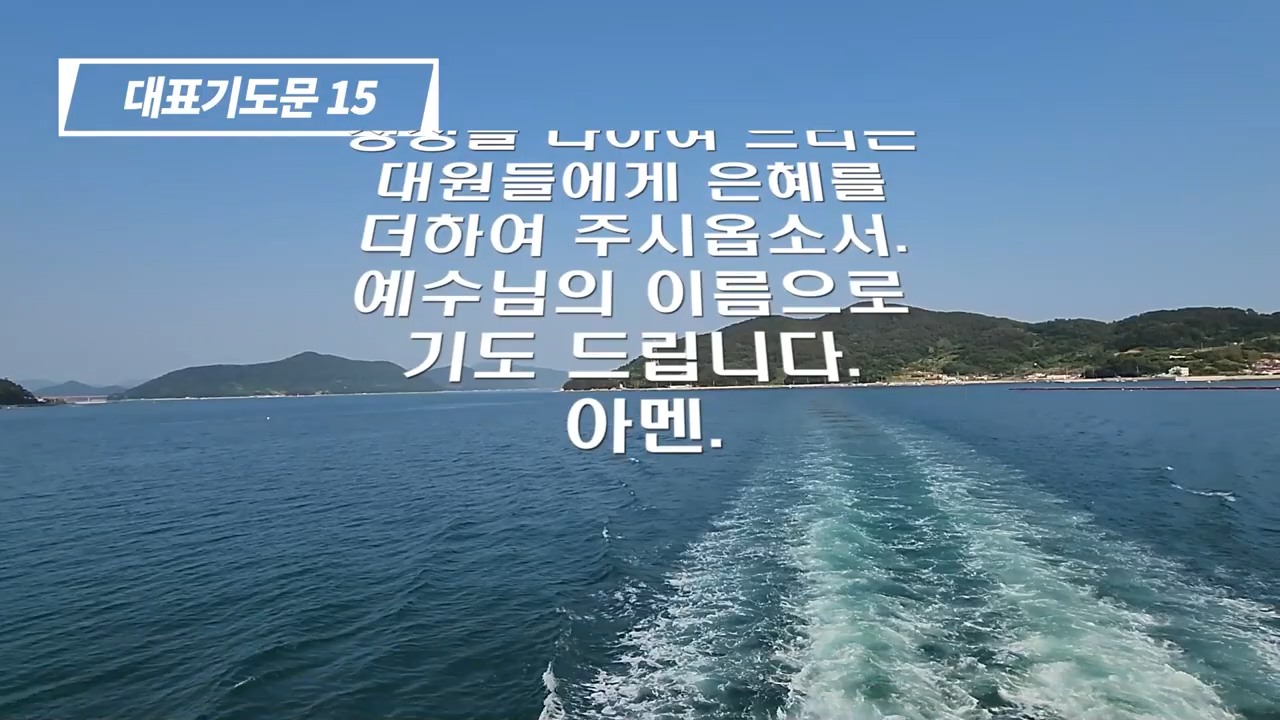 대표기도문 15
대원들에게 은혜를
더하여 주시옵소서.
예수님의 이름으로
기도 드립니다.
아멘.